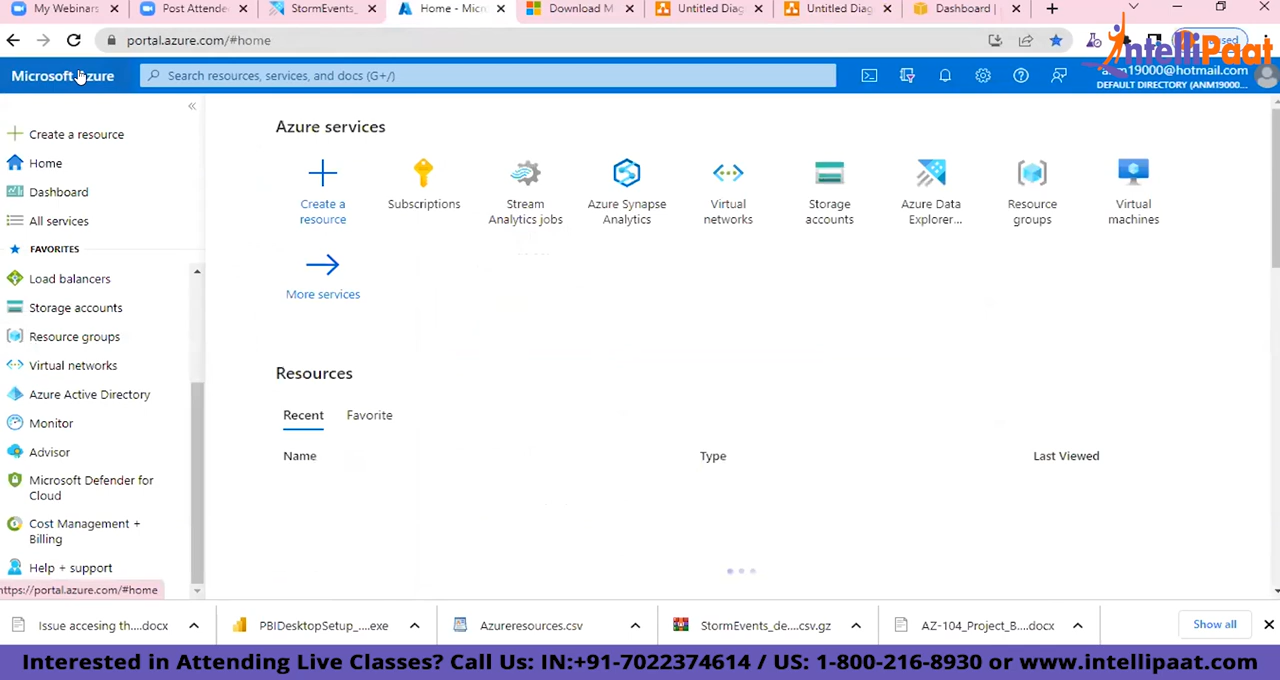 My Webinars
Post Attende
StormEvents_
Home - Micr
Download M
Untitled Diag
Untitled Diag
Dashboard |
portal.azure.com/#home
IntelliPaat
Microsoft Azure
Search resources, services, and docs (G+/)
anm19000@hotmail.com
DEFAULT DIRECTORY (ANM19000...
Create a resource
Home
Dashboard
All services
FAVORITES
Load balancers
Storage accounts
Resource groups
Virtual networks
Azure Active Directory
Monitor
Advisor
Microsoft Defender for
Cloud
Cost Management +
Billing
Help + support
https://portal.azure.com/#home
Azure services
Create a
resource
Subscriptions
Stream
Analytics jobs
Azure Synapse
Analytics
Virtual
networks
Storage
accounts
Azure Data
Explorer...
Resource
groups
Virtual
machines
More services
Resources
Recent
Favorite
Name
Type
Last Viewed
Issue accesing th....docx
PBIDesktopSetup_....exe
Azureresources.csv
StormEvents_de....csv.gz
AZ-104_Project_B....docx
Show all
Interested in Attending Live Classes? Call Us: IN:+91-7022374614 / US: 1-800-216-8930 or www.intellipaat.com